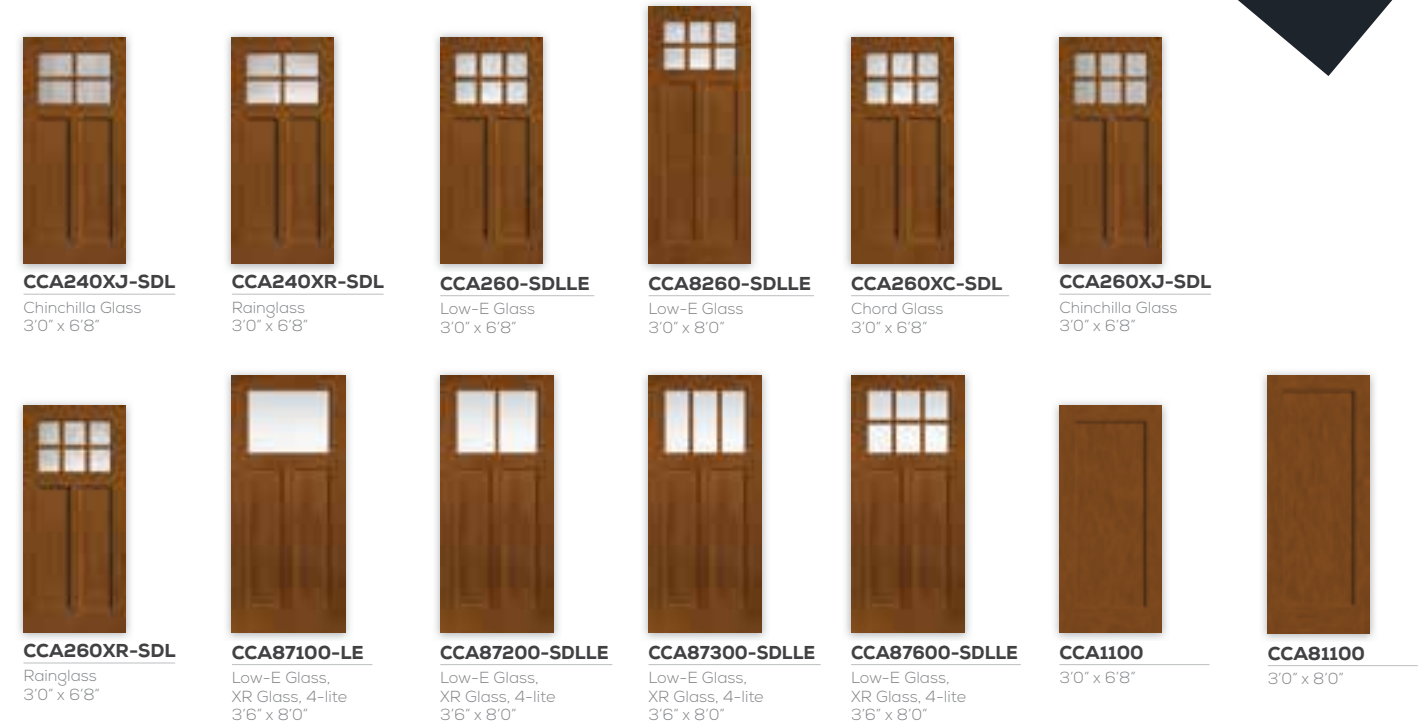 CCA240XJ-SDL
Chinchilla Glass
3'0" x 6'8"
CCA240XR-SDL
Rainglass
3'0" x 6'8"
CCA260-SDLLE
Low-E Glass
3'0" x 6'8"
CCA8260-SDLLE
Low-E Glass
3'0" x 8'0"
CCA260XC-SDL
Chord Glass
3'0" x 6'8"
CCA260XJ-SDL
Chinchilla Glass
3'0" x 6'8"
CCA260XR-SDL
Rainglass
3'0" x 6'8"
CCA87100-LE
Low-E Glass,
XR Glass, 4-lite
3'6" x 8'0"
CCA87200-SDLLE
Low-E Glass,
XR Glass, 4-lite
3'6" x 8'0"
CCA87300-SDLLE
Low-E Glass,
XR Glass, 4-lite
3'6" x 8'0"
CCA87600-SDLLE
Low-E Glass,
XR Glass, 4-lite
3'6" x 8'0"
CCA1100
3'0" x 6'8"
CCA81100
3'0" x 8'0"